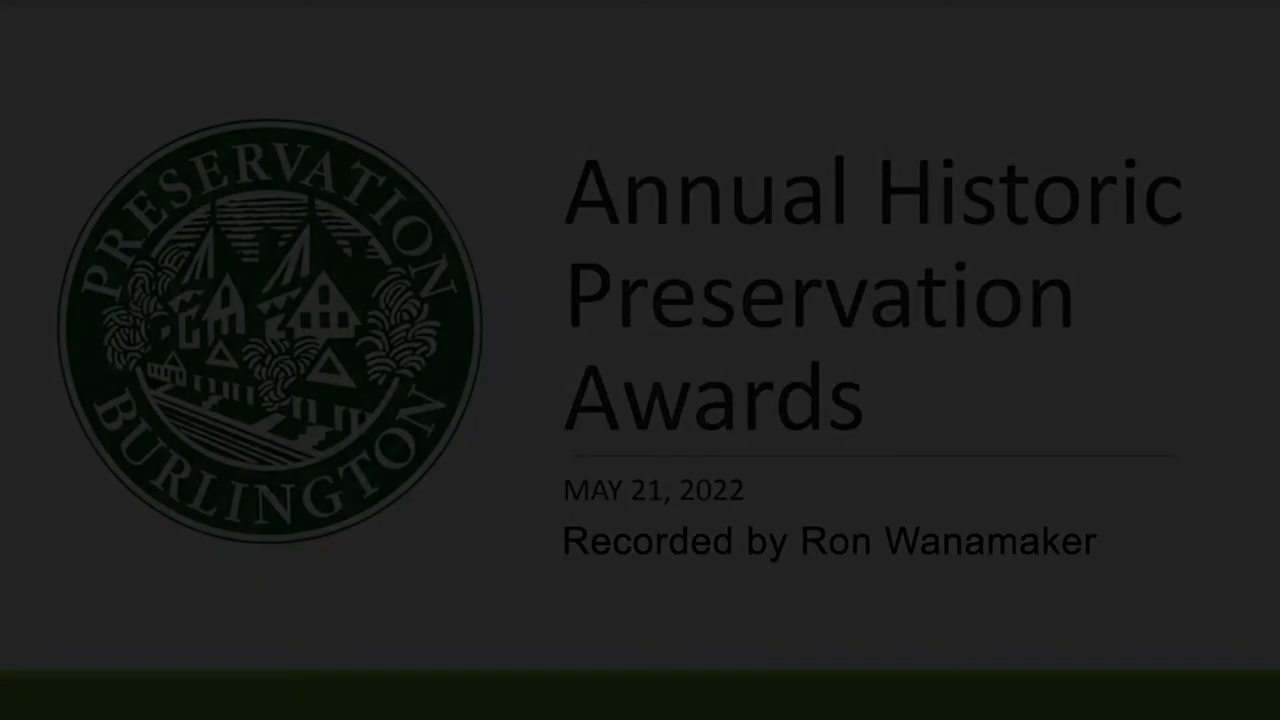 PRESERVATION
BURLINGTON
Annual Historic
Preservation
Awards
MAY 21, 2022
Recorded by Ron Wanamaker